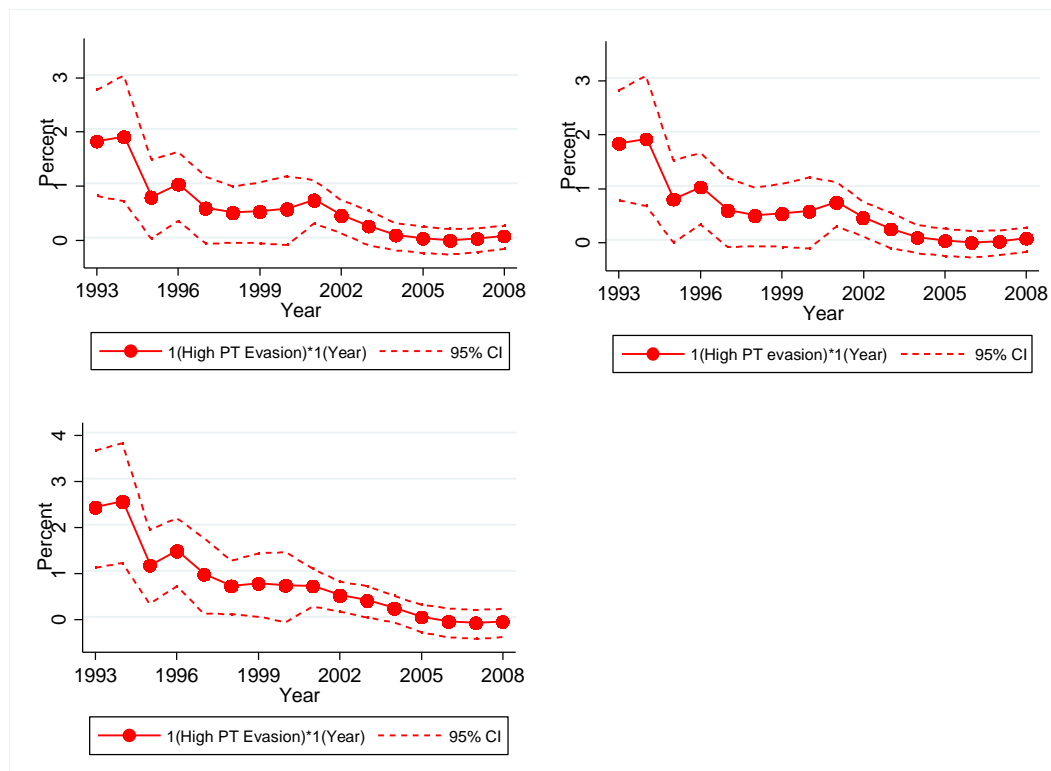 3
2
1
0
Percent
1993 1996 1999 2002 2005 2008
Year
1(High PT Evasion)*1(Year) 95% CI
3
2
1
0
Percent
1993 1996 1999 2002 2005 2008
Year
1(High PT evasion)*1(Year) 95% CI
4
3
2
1
0
Percent
1993 1996 1999 2002 2005 2008
Year
1(High PT Evasion)*1(Year) 95% CI